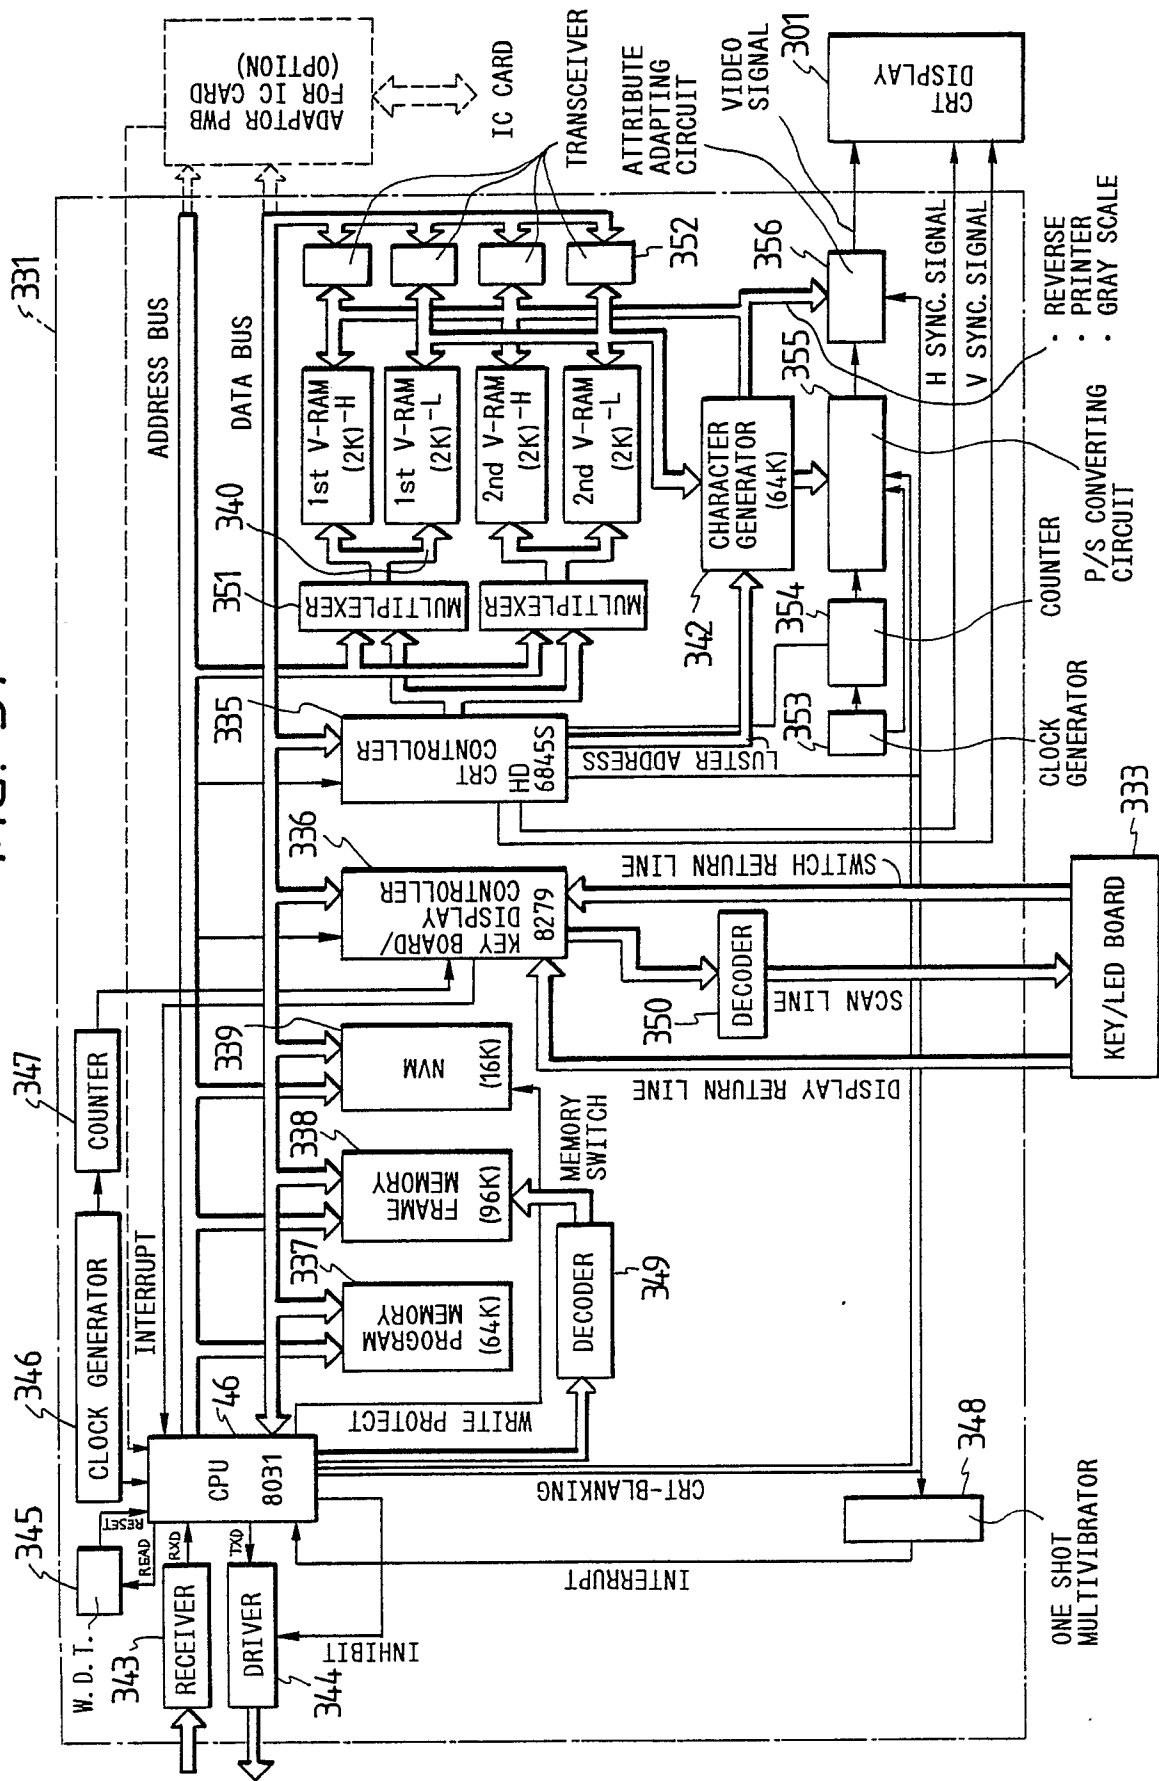 331
ADDRESS BUS
DATA BUS
ADAPTOR PWB
FOR IC CARD
(OPTION)
IC CARD
TRANSCEIVER
ATTRIBUTE
ADAPTING
CIRCUIT
VIDEO
SIGNAL
301
CRT
DISPLAY
W. D. T.
345
RESET
READ
RXD
TXD
343
RECEIVER
344
DRIVER
INHIBIT
346
CLOCK GENERATOR
347
COUNTER
INTERRUPT
46
CPU
8031
337
PROGRAM
MEMORY
(64K)
338
FRAME
MEMORY
(96K)
339
NVM
(16K)
336
KEY BOARD/
DISPLAY
CONTROLLER
8279
335
CRT
CONTROLLER
HD
6845S
351
MULTIPLEXER
MULTIPLEXER
340
1st V-RAM
(2K)-H
1st V-RAM
(2K)-L
2nd V-RAM
(2K)-H
2nd V-RAM
(2K)-L
352
WRITE PROTECT
DECODER
349
MEMORY
SWITCH
CRT-BLANKING
INTERRUPT
348
ONE SHOT
MULTIVIBRATOR
350
DECODER
SCAN LINE
DISPLAY RETURN LINE
SWITCH RETURN LINE
KEY/LED BOARD
333
LUSTER ADDRESS
342
CHARACTER
GENERATOR
(64K)
353
354
355
356
CLOCK
GENERATOR
COUNTER
P/S CONVERTING
CIRCUIT
H SYNC. SIGNAL
V SYNC. SIGNAL
· REVERSE
· PRINTER
· GRAY SCALE